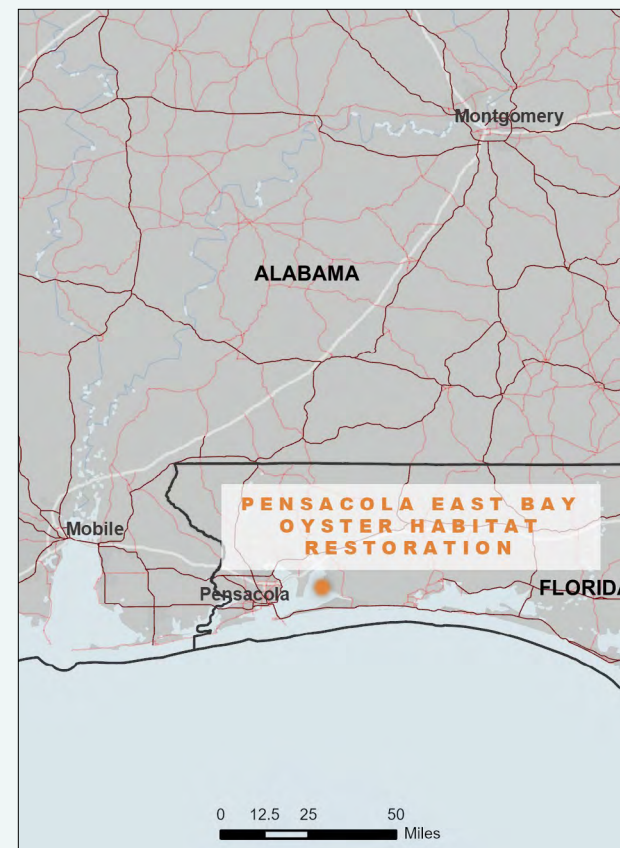 Montgomery
ALABAMA
PENSACOLA EAST BAY
OYSTER HABITAT
RESTORATION
Mobile
Pensacola
FLORIDA
0 12.5 25 50
Miles